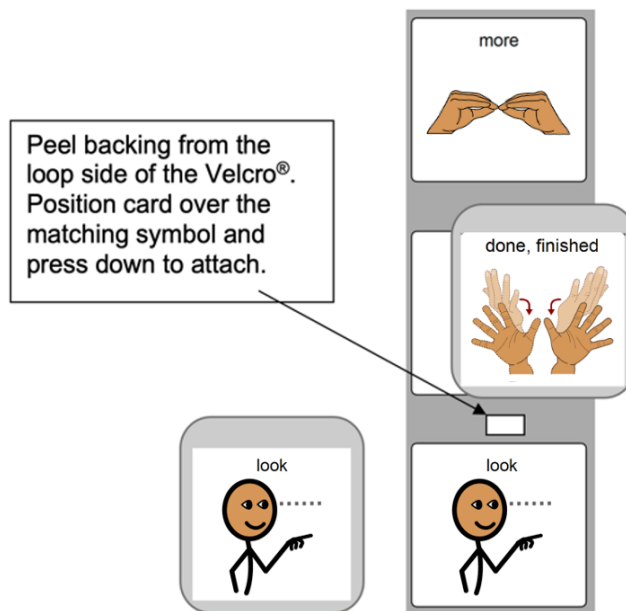 more
Peel backing from the
loop side of the Velcro®.
Position card over the
matching symbol and
press down to attach.
done, finished
look
look